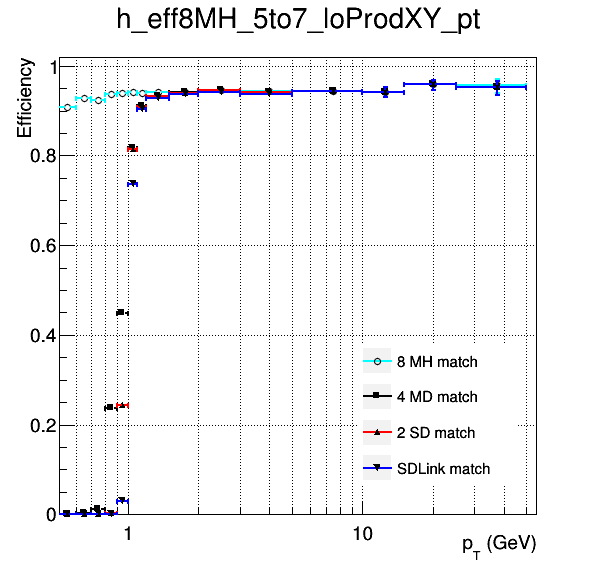 h_eff8MH_5to7_loProdXY_pt
Efficiency
1
0.8
0.6
0.4
0.2
0
8 MH match
4 MD match
2 SD match
SDLink match
1
10
p_T (GeV)